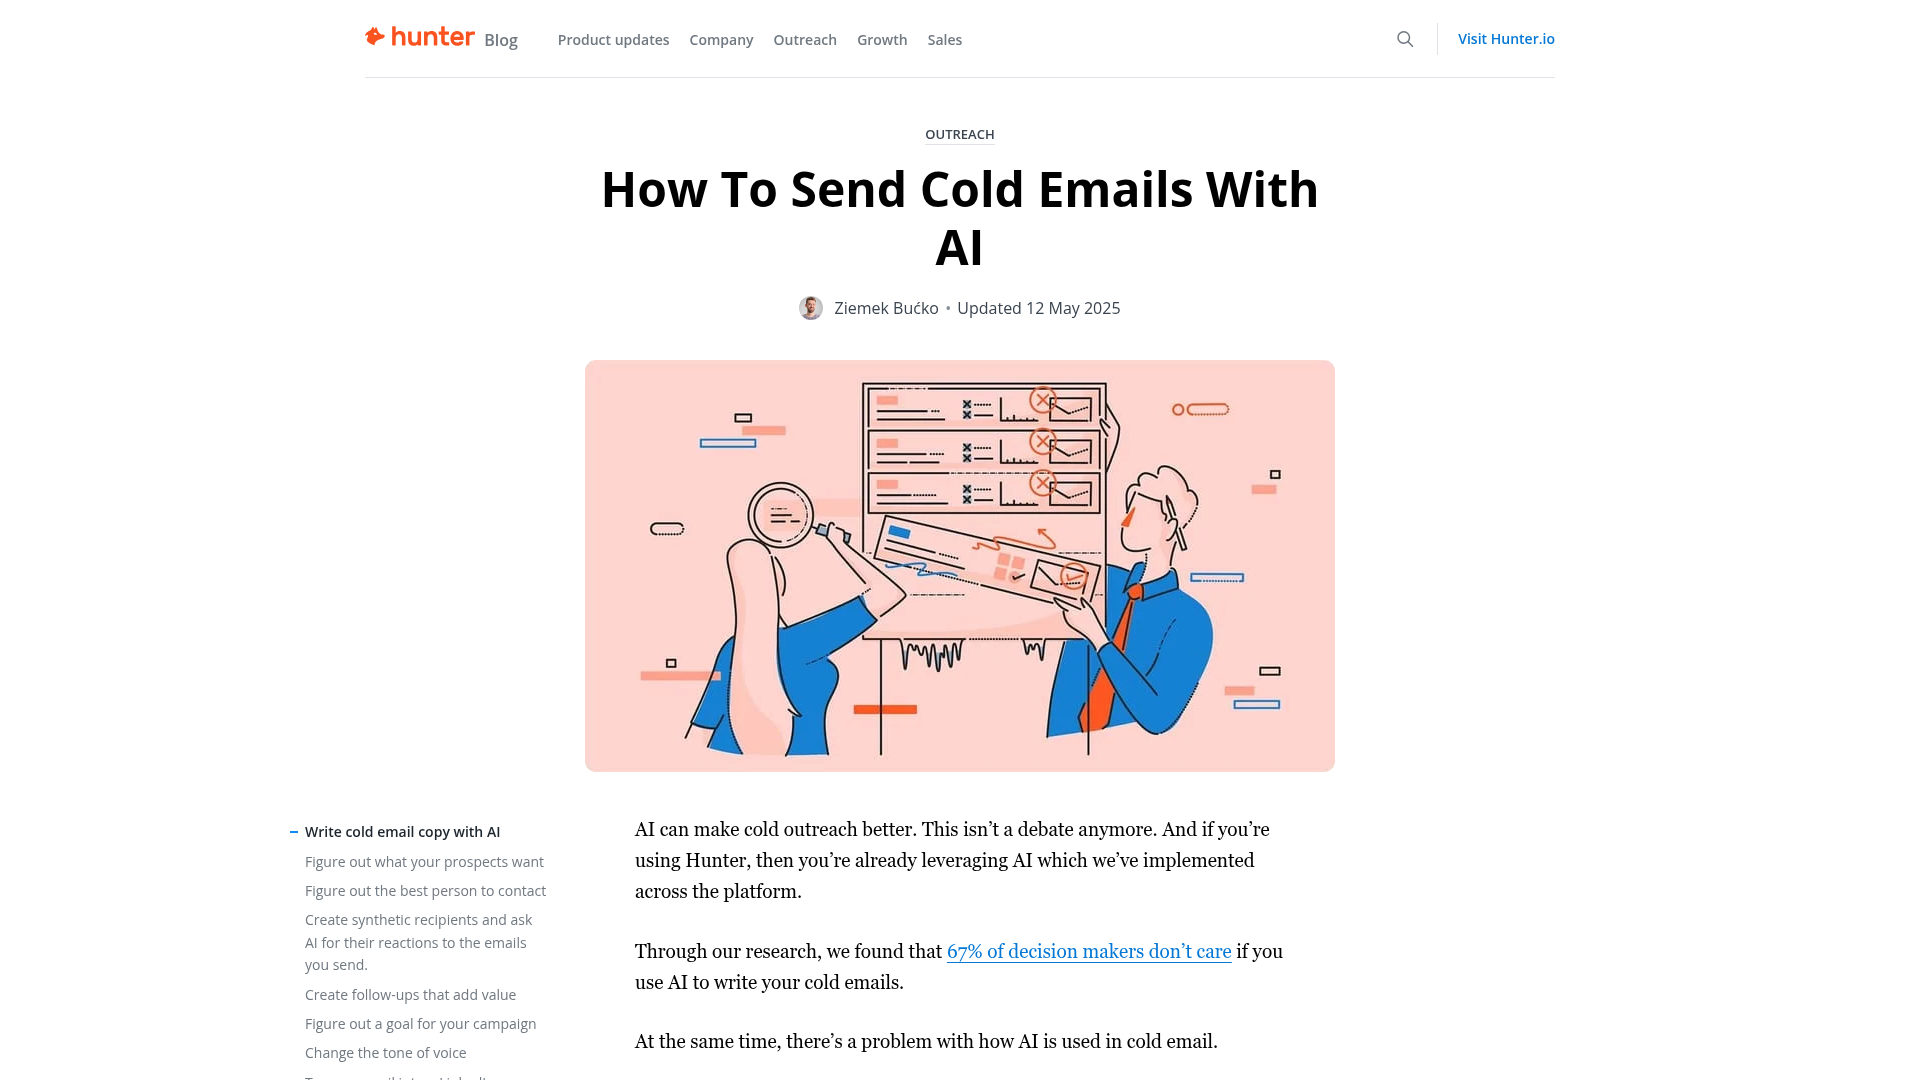 hunter Blog
Product updates
Company
Outreach
Growth
Sales
Visit Hunter.io
OUTREACH
How To Send Cold Emails With
AI
Ziemek Bućko • Updated 12 May 2025
Write cold email copy with AI
Figure out what your prospects want
Figure out the best person to contact
Create synthetic recipients and ask
AI for their reactions to the emails
you send.
Create follow-ups that add value
Figure out a goal for your campaign
Change the tone of voice
AI can make cold outreach better. This isn’t a debate anymore. And if you’re
using Hunter, then you’re already leveraging AI which we’ve implemented
across the platform.
Through our research, we found that 67% of decision makers don’t care if you
use AI to write your cold emails.
At the same time, there’s a problem with how AI is used in cold email.